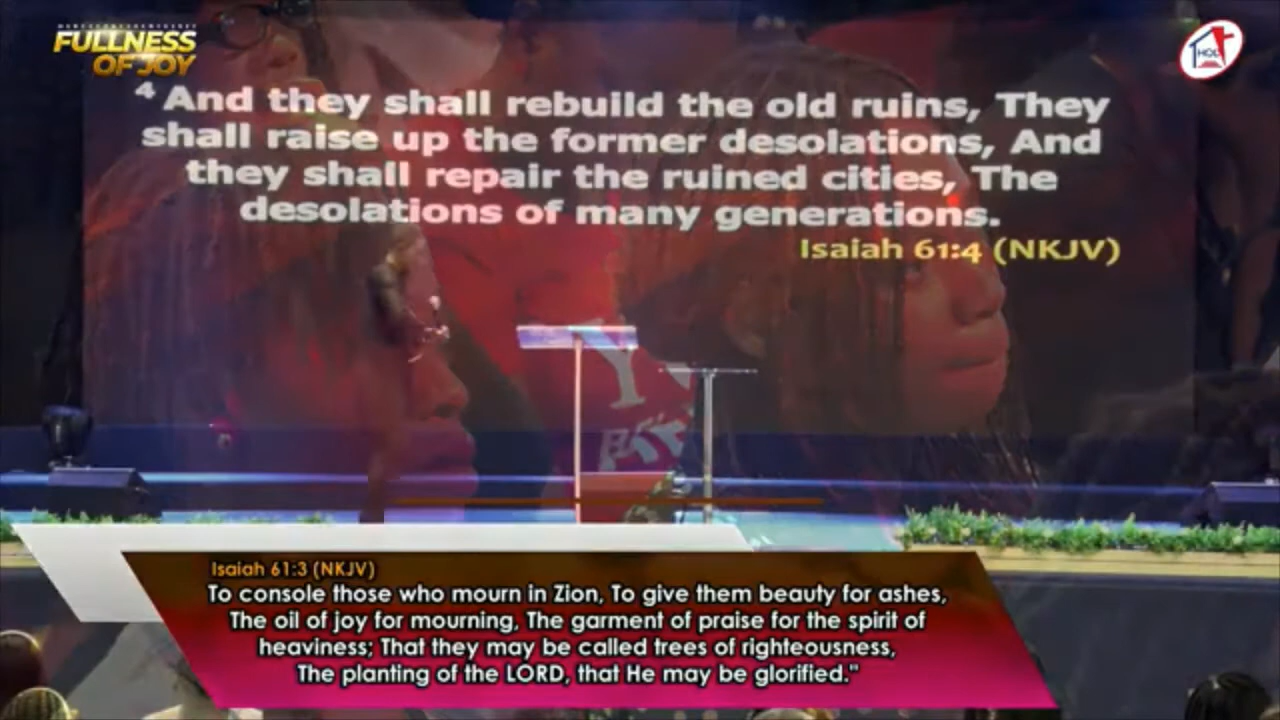 FULLNESS
OF JOY
HOLT
4 And they shall rebuild the old ruins, They
shall raise up the former desolations, And
they shall repair the ruined cities, The
desolations of many generations.
Isaiah 61:4 (NKJV)
Isaiah 61:3 (NKJV)
To console those who mourn in Zion, To give them beauty for ashes,
The oil of joy for mourning, The garment of praise for the spirit of
heaviness; That they may be called trees of righteousness,
The planting of the LORD, that He may be glorified."